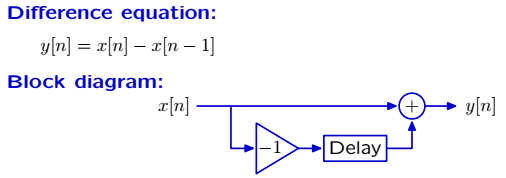 Difference equation:
y[n] = x[n] − x[n − 1]
Block diagram:
x[n] + y[n]
−1 Delay